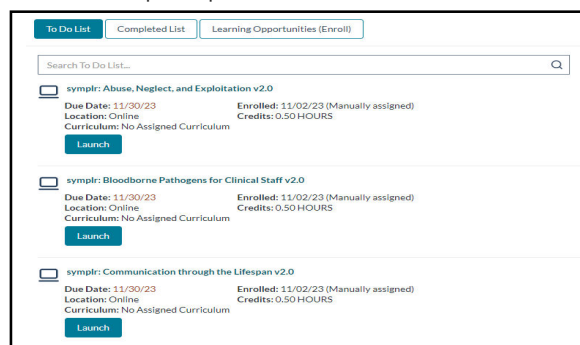 To Do List Completed List Learning Opportunities (Enroll)
Search To Do List...
symplr: Abuse, Neglect, and Exploitation v2.0
Due Date: 11/30/23 Enrolled: 11/02/23 (Manually assigned)
Location: Online Credits: 0.50 HOURS
Curriculum: No Assigned Curriculum
Launch
symplr: Bloodborne Pathogens for Clinical Staff v2.0
Due Date: 11/30/23 Enrolled: 11/02/23 (Manually assigned)
Location: Online Credits: 0.50 HOURS
Curriculum: No Assigned Curriculum
Launch
symplr: Communication through the Lifespan v2.0
Due Date: 11/30/23 Enrolled: 11/02/23 (Manually assigned)
Location: Online Credits: 0.50 HOURS
Curriculum: No Assigned Curriculum
Launch